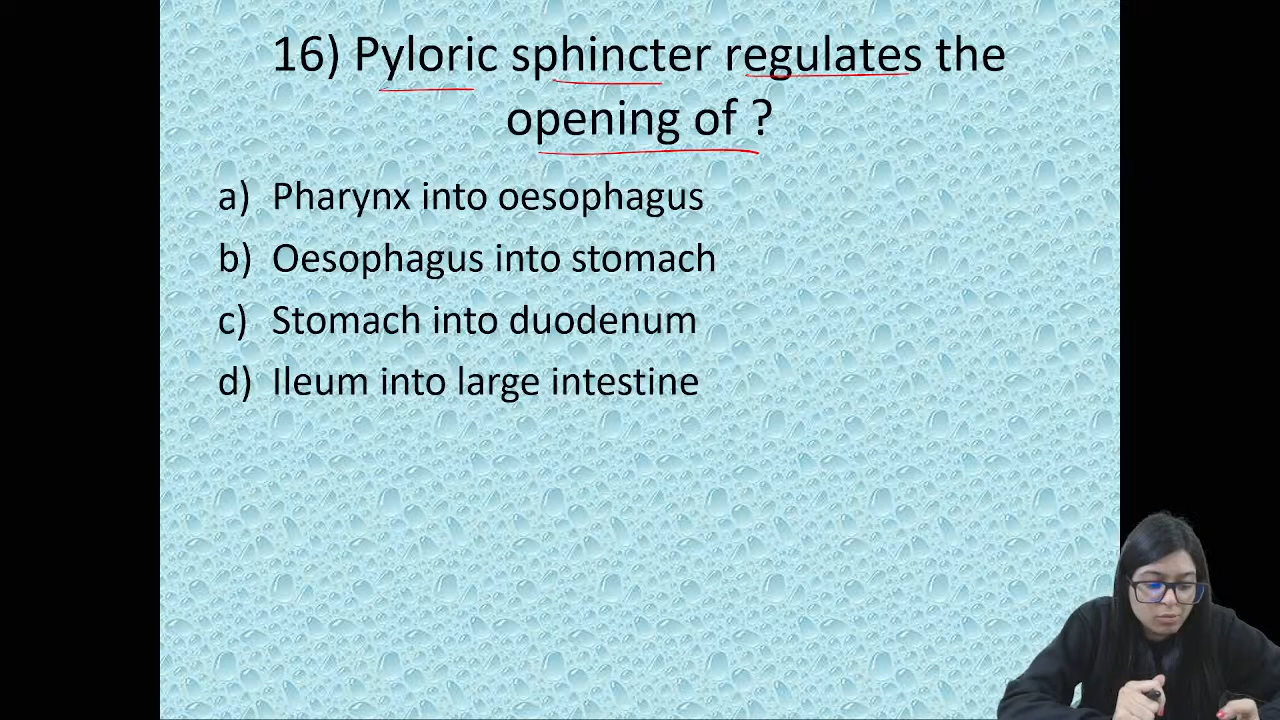 16) Pyloric sphincter regulates the
opening of ?
a) Pharynx into oesophagus
b) Oesophagus into stomach
c) Stomach into duodenum
d) Ileum into large intestine